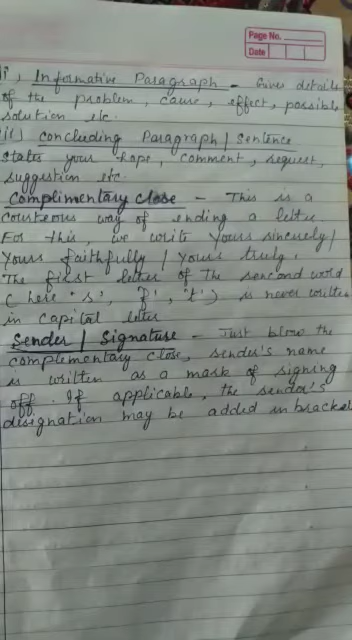 Page No.
Date
ii, Informative Paragraph - Gives details
of the problem, cause, effect, possible
solution etc.
iii) concluding Paragraph | Sentence
states your hope, comment, request,
suggestion etc.
Complimentary close - This is a
courteous way of ending a letter
For this, we write Yours sincerely |
Yours faithfully | Yours truly.
The first letter of The sencond word
(here 's', 'f', 't') is never written
in capital letter
Sender | Signature - Just blow the
complementary close, sender's name
is written as a mark of signing
off. If applicable, the sender's
designation may be added in bracket